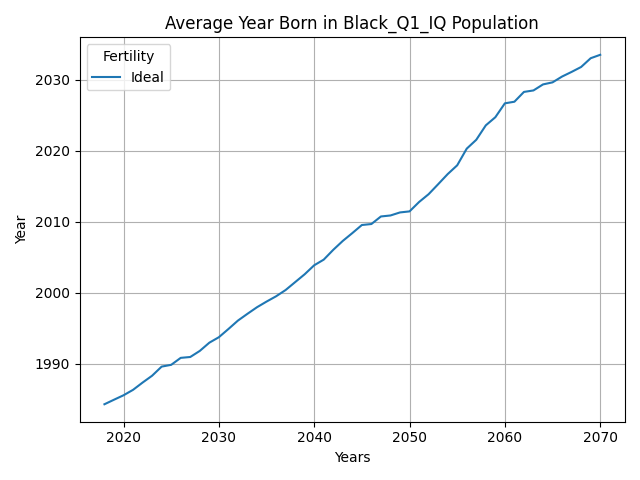 Average Year Born in Black_Q1_IQ Population
Fertility
Ideal
Year
2030
2020
2010
2000
1990
2020 2030 2040 2050 2060 2070
Years